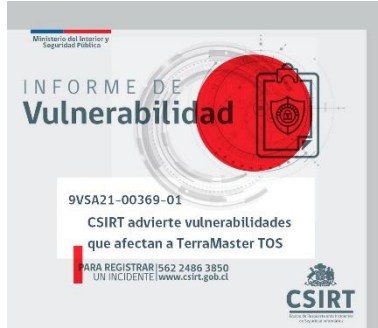 Ministerio del Interior y
Seguridad Pública
INFORME DE
Vulnerabilidad
9VSA21-00369-01
CSIRT advierte vulnerabilidades
que afectan a TerraMaster TOS
PARA REGISTRAR | 562 2486 3850
UN INCIDENTE | www.csirt.gob.cl
CSIRT